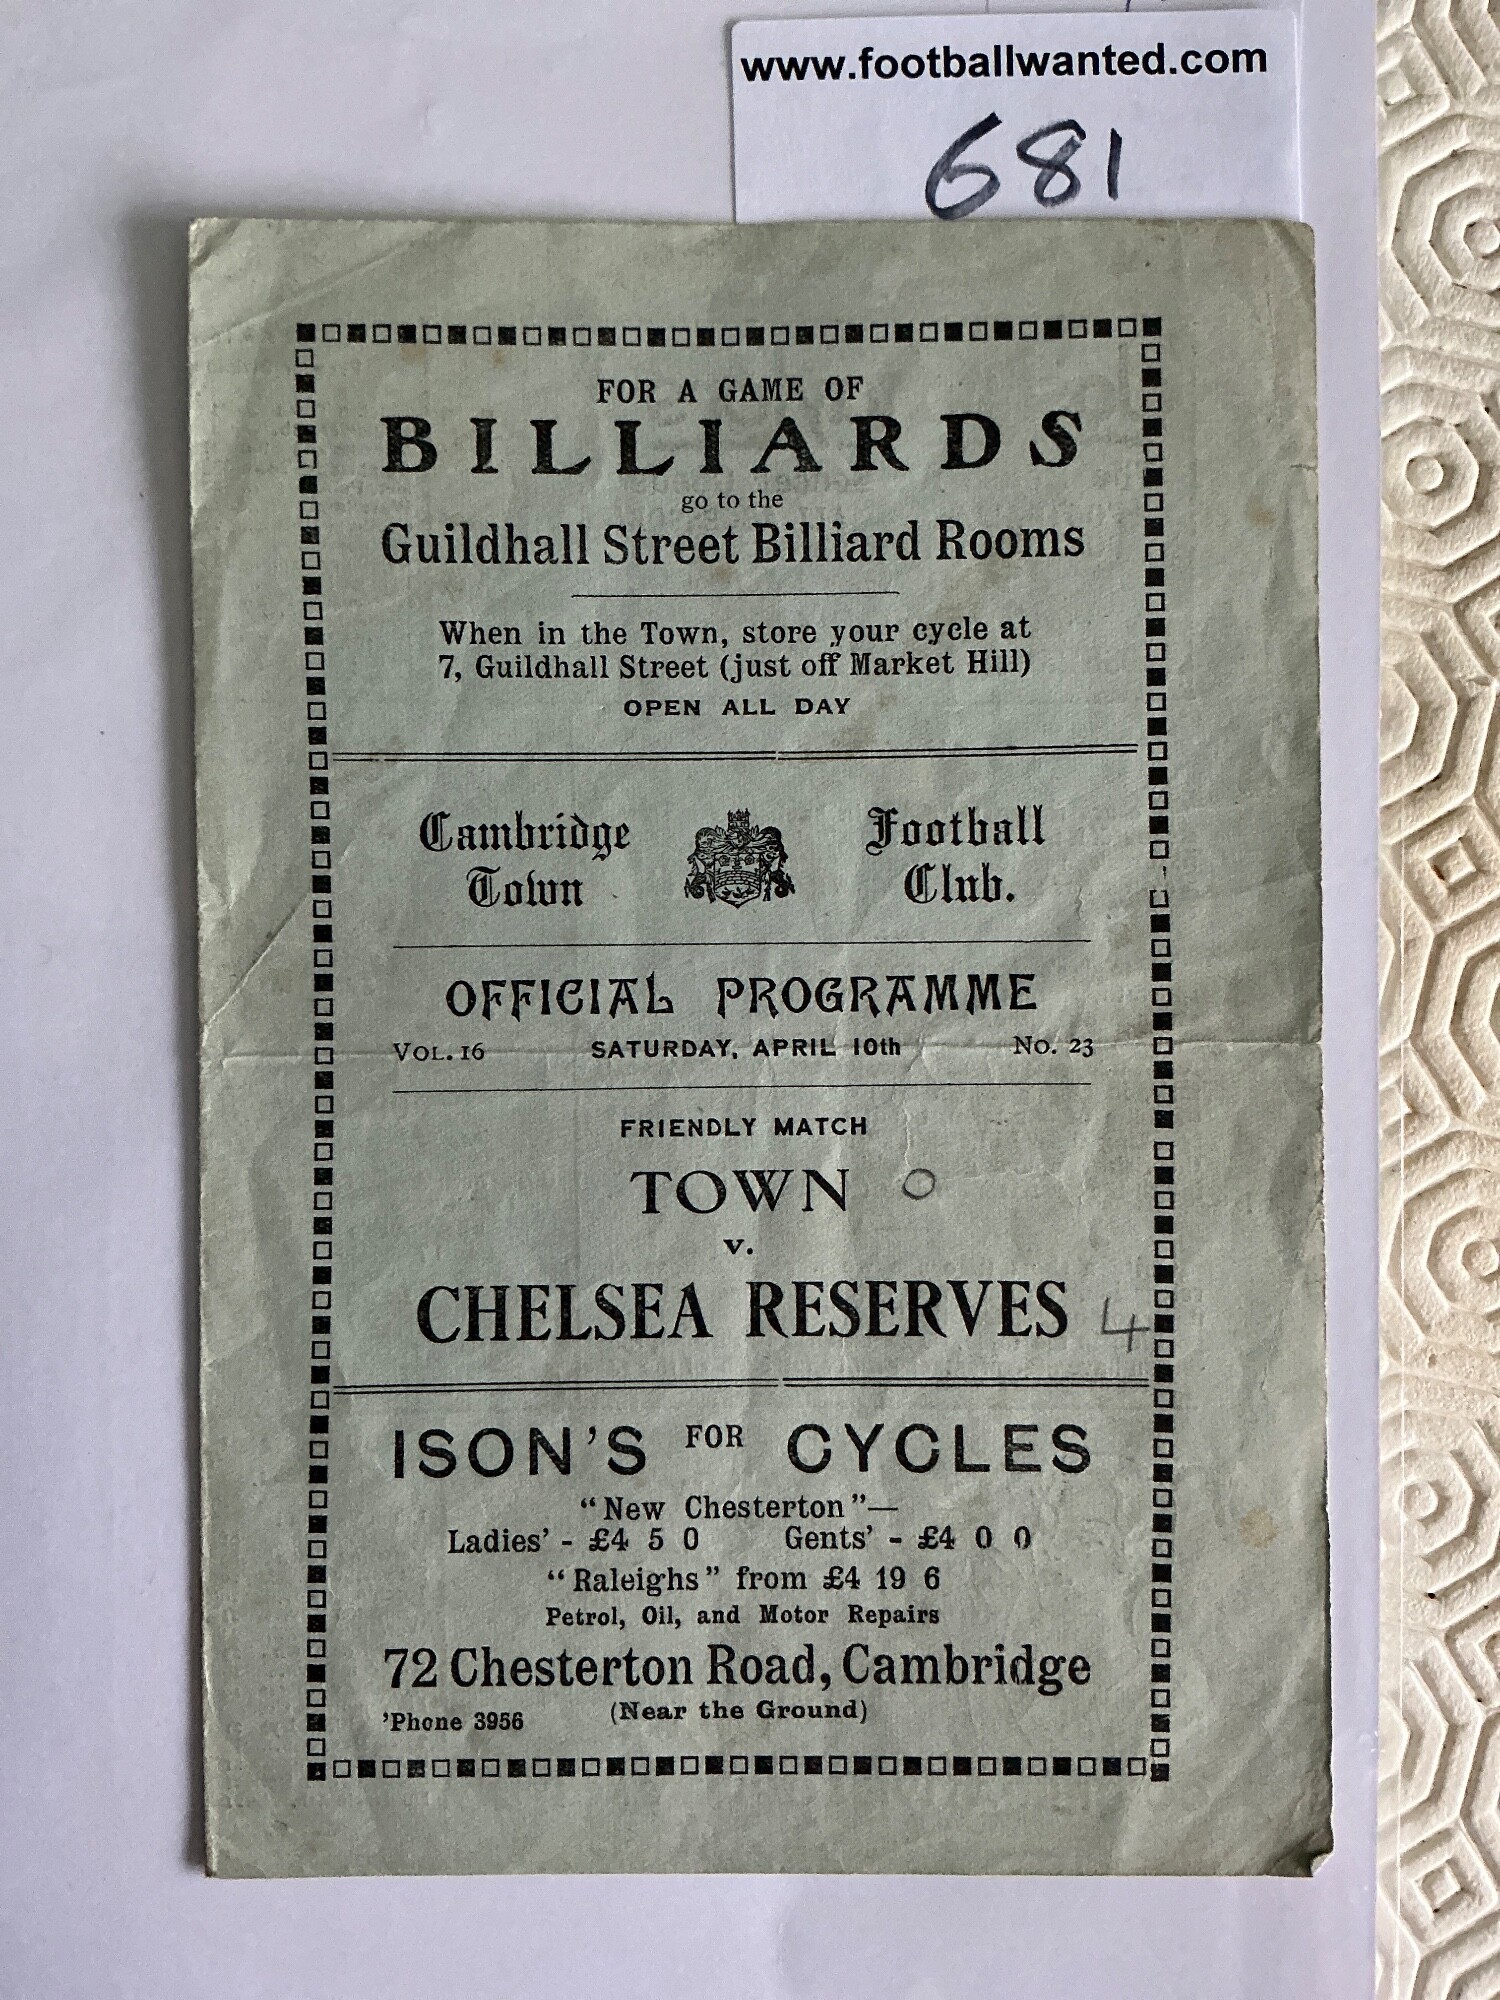 www.footballwanted.com
681
FOR A GAME OF
BILLIARDS
go to the
Guildhall Street Billiard Rooms
When in the Town, store your cycle at
7, Guildhall Street (just off Market Hill)
OPEN ALL DAY
Cambridge Town Football Club.
OFFICIAL PROGRAMME
VOL. 16 SATURDAY, APRIL 10th No. 23
FRIENDLY MATCH
TOWN 0
v.
CHELSEA RESERVES 4
ISON'S FOR CYCLES
"New Chesterton"—
Ladies' - £4 5 0 Gents' - £4 0 0
"Raleighs" from £4 19 6
Petrol, Oil, and Motor Repairs
72 Chesterton Road, Cambridge
'Phone 3956 (Near the Ground)